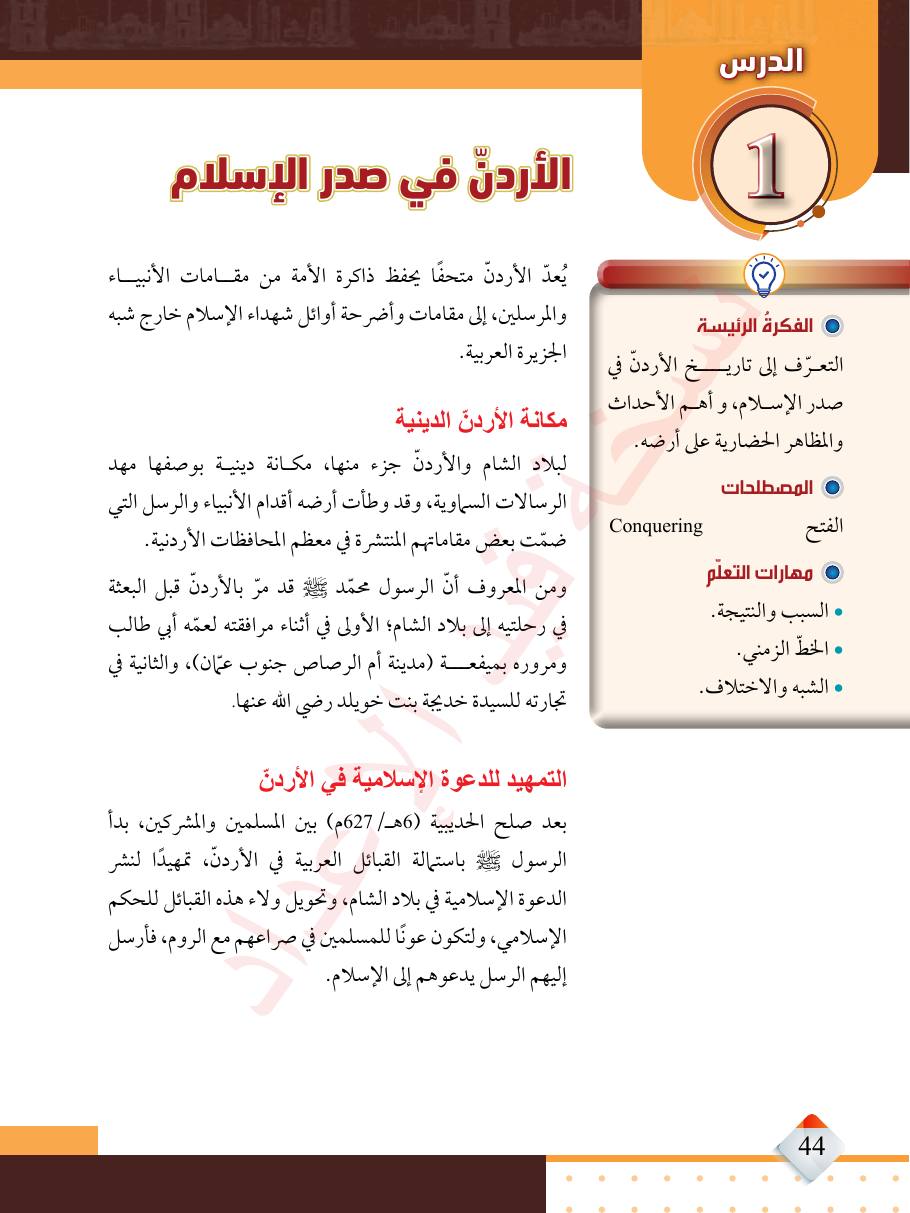 الدرس
1
الأردنّ في صدر الإسلام
الفكرةُ الرئيسة
التعرّف إلى تاريخ الأردنّ في
صدر الإسلام، و أهم الأحداث
والمظاهر الحضارية على أرضه.
المصطلحات
الفتح Conquering
مهارات التعلّم
• السبب والنتيجة.
• الخطّ الزمني.
• الشبه والاختلاف.
يُعدّ الأردنّ متحفًا يحفظ ذاكرة الأمة من مقامات الأنبياء
والمرسلين، إلى مقامات وأضرحة أوائل شهداء الإسلام خارج شبه
الجزيرة العربية.
مكانة الأردنّ الدينية
لبلاد الشام والأردنّ جزء منها، مكانة دينية بوصفها مهد
الرسالات السماوية، وقد وطأت أرضه أقدام الأنبياء والرسل التي
ضمّت بعض مقاماتهم المنتشرة في معظم المحافظات الأردنية.
ومن المعروف أنّ الرسول محمّد ﷺ قد مرّ بالأردنّ قبل البعثة
في رحلتيه إلى بلاد الشام؛ الأولى في أثناء مرافقته لعمّه أبي طالب
ومروره بميفعة (مدينة أم الرصاص جنوب عمّان)، والثانية في
تجارته للسيدة خديجة بنت خويلد رضي الله عنها.
التمهيد للدعوة الإسلامية في الأردنّ
بعد صلح الحديبية (6هـ/ 627م) بين المسلمين والمشركين، بدأ
الرسول ﷺ باستمالة القبائل العربية في الأردنّ، تمهيدًا لنشر
الدعوة الإسلامية في بلاد الشام، وتحويل ولاء هذه القبائل للحكم
الإسلامي، ولتكون عونًا للمسلمين في صراعهم مع الروم، فأرسل
إليهم الرسل يدعوهم إلى الإسلام.
نسخة قيد الإعداد
44